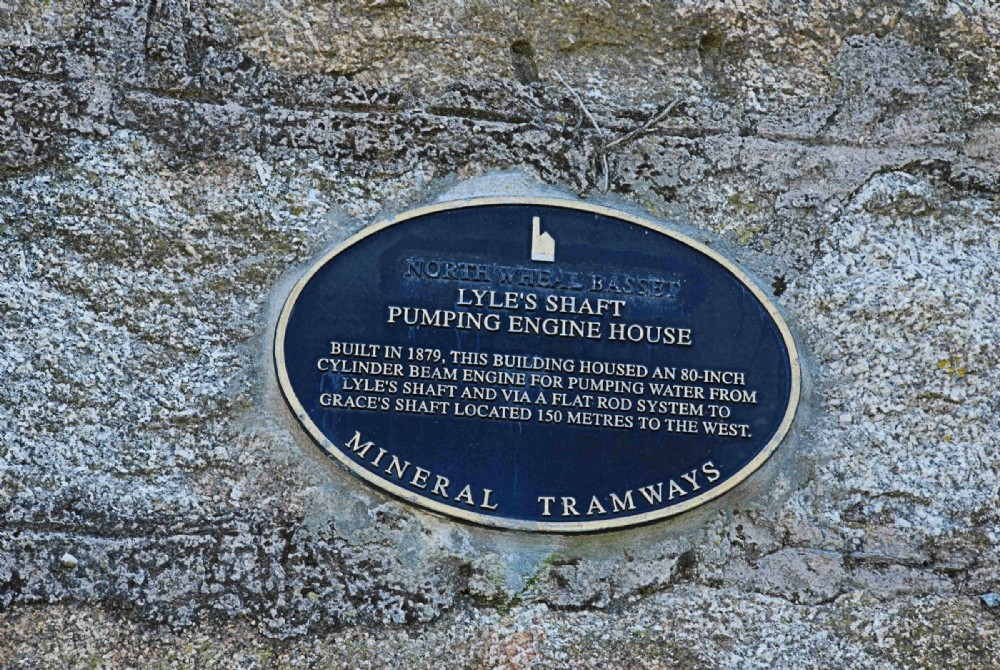 NORTH WHEAL BASSET
LYLE'S SHAFT
PUMPING ENGINE HOUSE
BUILT IN 1879, THIS BUILDING HOUSED AN 80-INCH
CYLINDER BEAM ENGINE FOR PUMPING WATER FROM
LYLE'S SHAFT AND VIA A FLAT ROD SYSTEM TO
GRACE'S SHAFT LOCATED 150 METRES TO THE WEST.
MINERAL TRAMWAYS